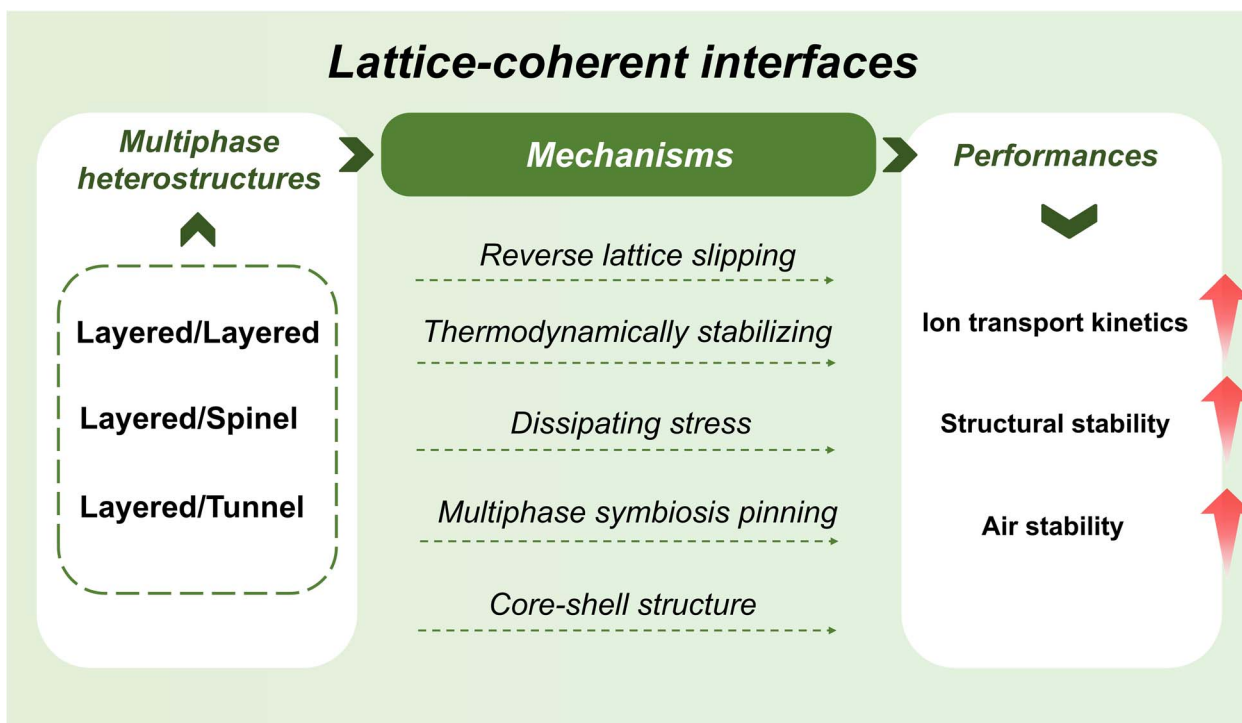 Lattice-coherent interfaces
Multiphase
heterostructures
Layered/Layered
Layered/Spinel
Layered/Tunnel
Mechanisms
Reverse lattice slipping
Thermodynamically stabilizing
Dissipating stress
Multiphase symbiosis pinning
Core-shell structure
Performances
Ion transport kinetics
Structural stability
Air stability